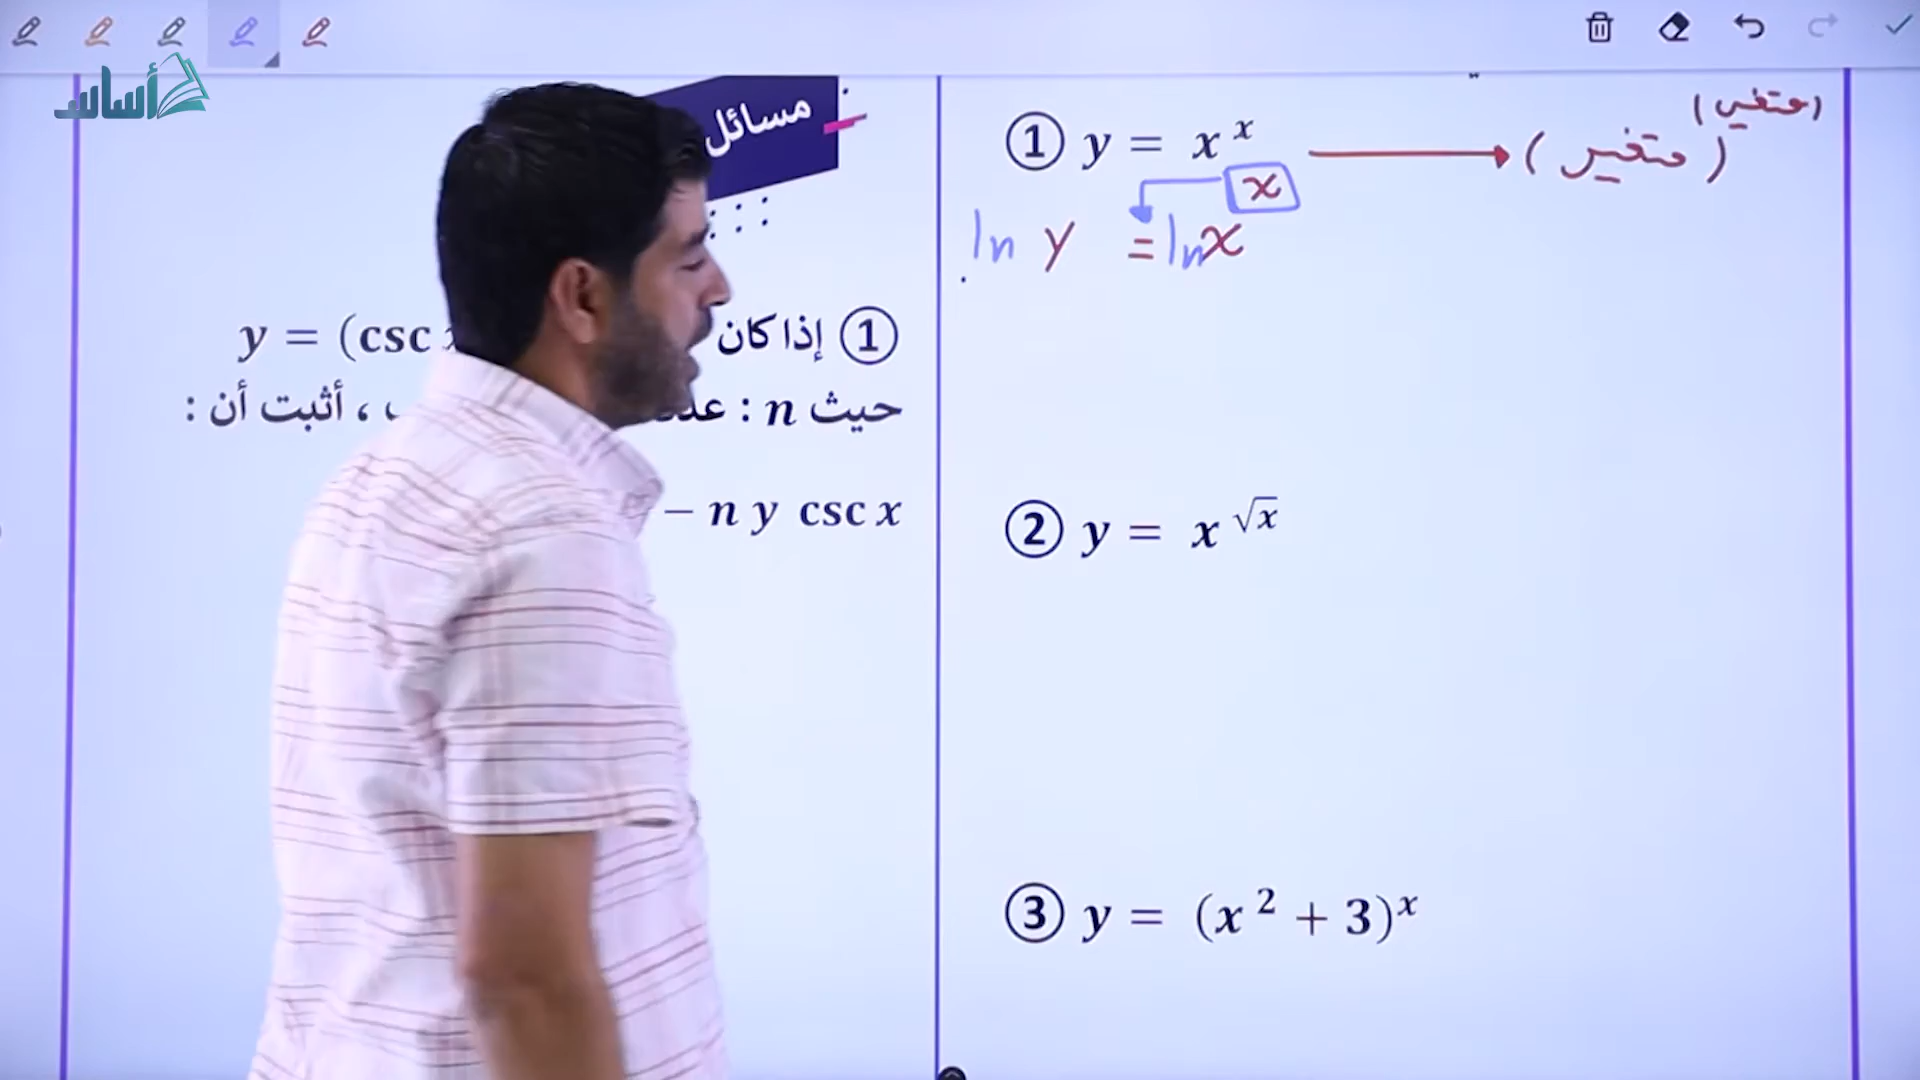 أساس
مسائل
① إذا كان y = (csc
حيث n : ، أثبت أن :
− n y csc x
① y = x^x
(متغير)^(متغير)
ln y = ln x^x
② y = x^√x
③ y = (x² + 3)^x